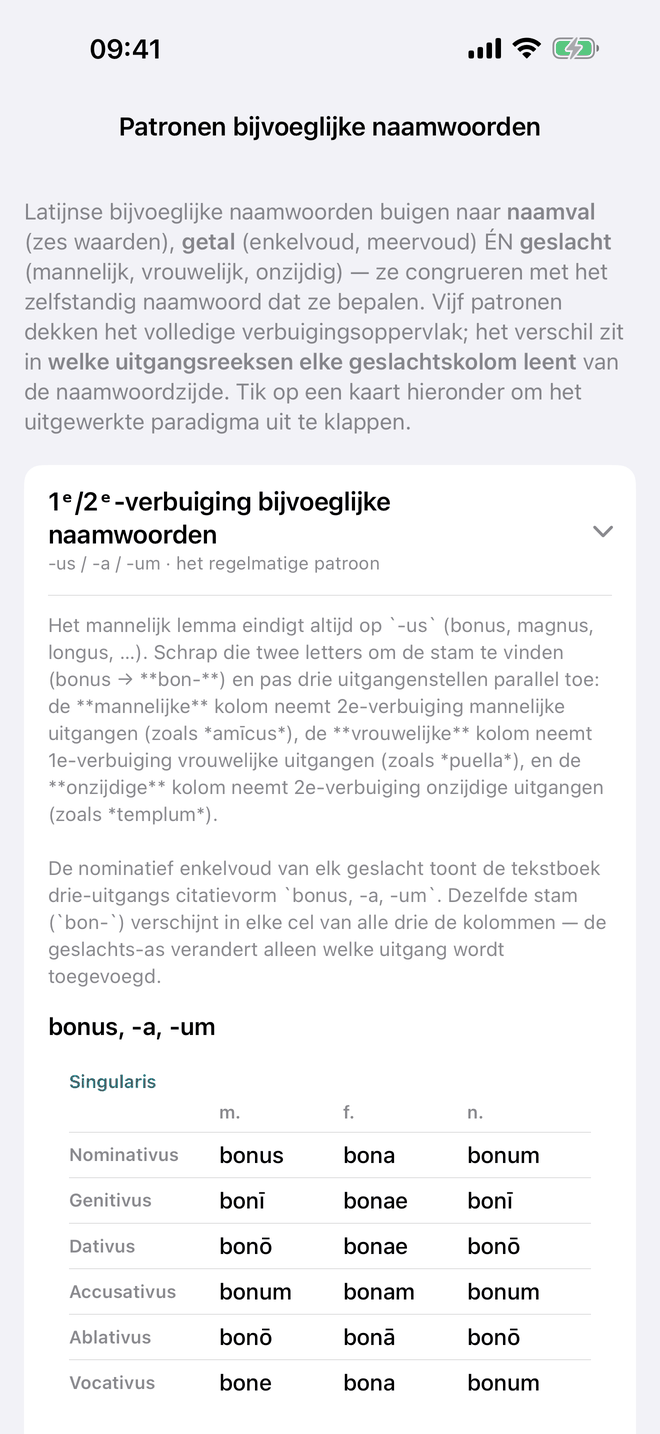 09:41
Patronen bijvoeglijke naamwoorden
Latijnse bijvoeglijke naamwoorden buigen naar naamval
(zes waarden), getal (enkelvoud, meervoud) ÉN geslacht
(mannelijk, vrouwelijk, onzijdig) — ze congrueren met het
zelfstandig naamwoord dat ze bepalen. Vijf patronen
dekken het volledige verbuigingsoppervlak; het verschil zit
in welke uitgangsreeksen elke geslachtskolom leent van
de naamwoordzijde. Tik op een kaart hieronder om het
uitgewerkte paradigma uit te klappen.
1ᵉ/2ᵉ-verbuiging bijvoeglijke
naamwoorden
-us / -a / -um · het regelmatige patroon
Het mannelijk lemma eindigt altijd op `-us` (bonus, magnus,
longus, …). Schrap die twee letters om de stam te vinden
(bonus → **bon-**) en pas drie uitgangenstellen parallel toe:
de **mannelijke** kolom neemt 2e-verbuiging mannelijke
uitgangen (zoals *amīcus*), de **vrouwelijke** kolom neemt
1e-verbuiging vrouwelijke uitgangen (zoals *puella*), en de
**onzijdige** kolom neemt 2e-verbuiging onzijdige uitgangen
(zoals *templum*).
De nominatief enkelvoud van elk geslacht toont de tekstboek
drie-uitgangs citatievorm `bonus, -a, -um`. Dezelfde stam
(`bon-`) verschijnt in elke cel van alle drie de kolommen — de
geslachts-as verandert alleen welke uitgang wordt
toegevoegd.
bonus, -a, -um
Singularis
m. f. n.
Nominativus bonus bona bonum
Genitivus bonī bonae bonī
Dativus bonō bonae bonō
Accusativus bonum bonam bonum
Ablativus bonō bonā bonō
Vocativus bone bona bonum